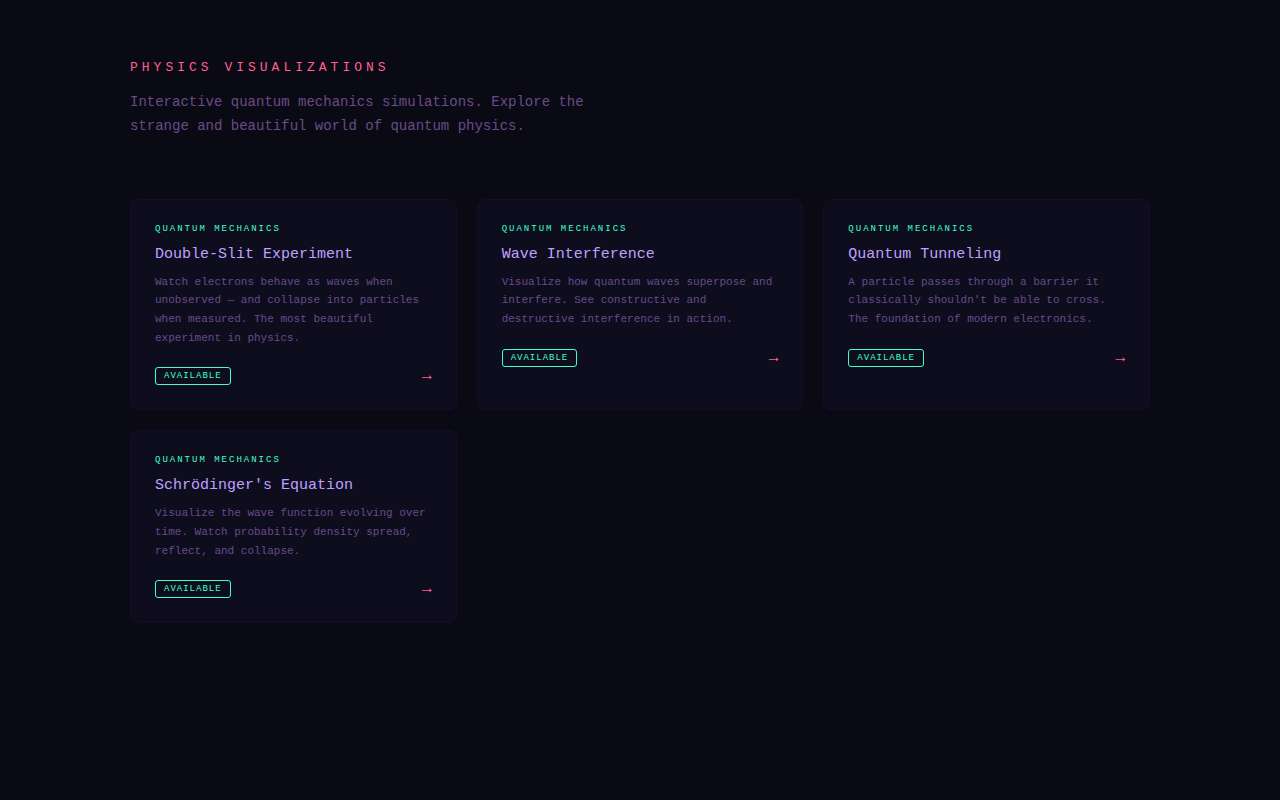 PHYSICS VISUALIZATIONS
Interactive quantum mechanics simulations. Explore the
strange and beautiful world of quantum physics.
QUANTUM MECHANICS
Double-Slit Experiment
Watch electrons behave as waves when
unobserved — and collapse into particles
when measured. The most beautiful
experiment in physics.
AVAILABLE →
QUANTUM MECHANICS
Wave Interference
Visualize how quantum waves superpose and
interfere. See constructive and
destructive interference in action.
AVAILABLE →
QUANTUM MECHANICS
Quantum Tunneling
A particle passes through a barrier it
classically shouldn't be able to cross.
The foundation of modern electronics.
AVAILABLE →
QUANTUM MECHANICS
Schrödinger's Equation
Visualize the wave function evolving over
time. Watch probability density spread,
reflect, and collapse.
AVAILABLE →